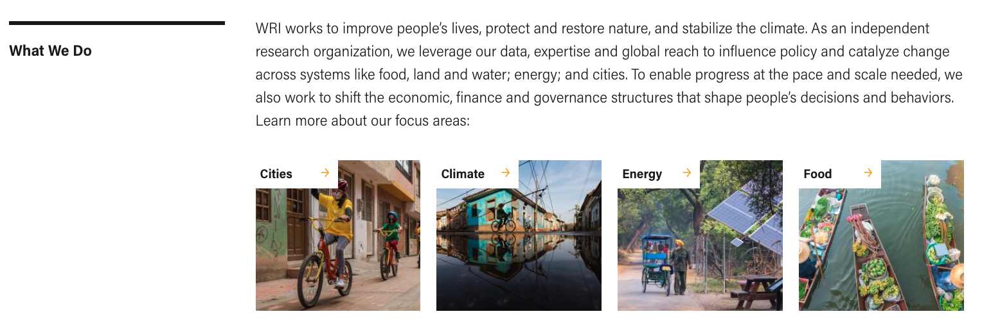 What We Do
WRI works to improve people’s lives, protect and restore nature, and stabilize the climate. As an independent
research organization, we leverage our data, expertise and global reach to influence policy and catalyze change
across systems like food, land and water; energy; and cities. To enable progress at the pace and scale needed, we
also work to shift the economic, finance and governance structures that shape people’s decisions and behaviors.
Learn more about our focus areas:
Cities →
Climate →
Energy →
Food →